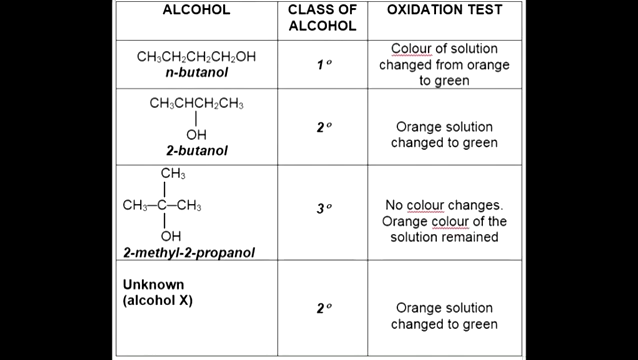 ALCOHOL
CLASS OF
ALCOHOL
OXIDATION TEST
CH₃CH₂CH₂CH₂OH
n-butanol
1°
Colour of solution
changed from orange
to green
CH₃CHCH₂CH₃
OH
2-butanol
2°
Orange solution
changed to green
CH₃
CH₃–C–CH₃
OH
2-methyl-2-propanol
3°
No colour changes.
Orange colour of the
solution remained
Unknown
(alcohol X)
2°
Orange solution
changed to green